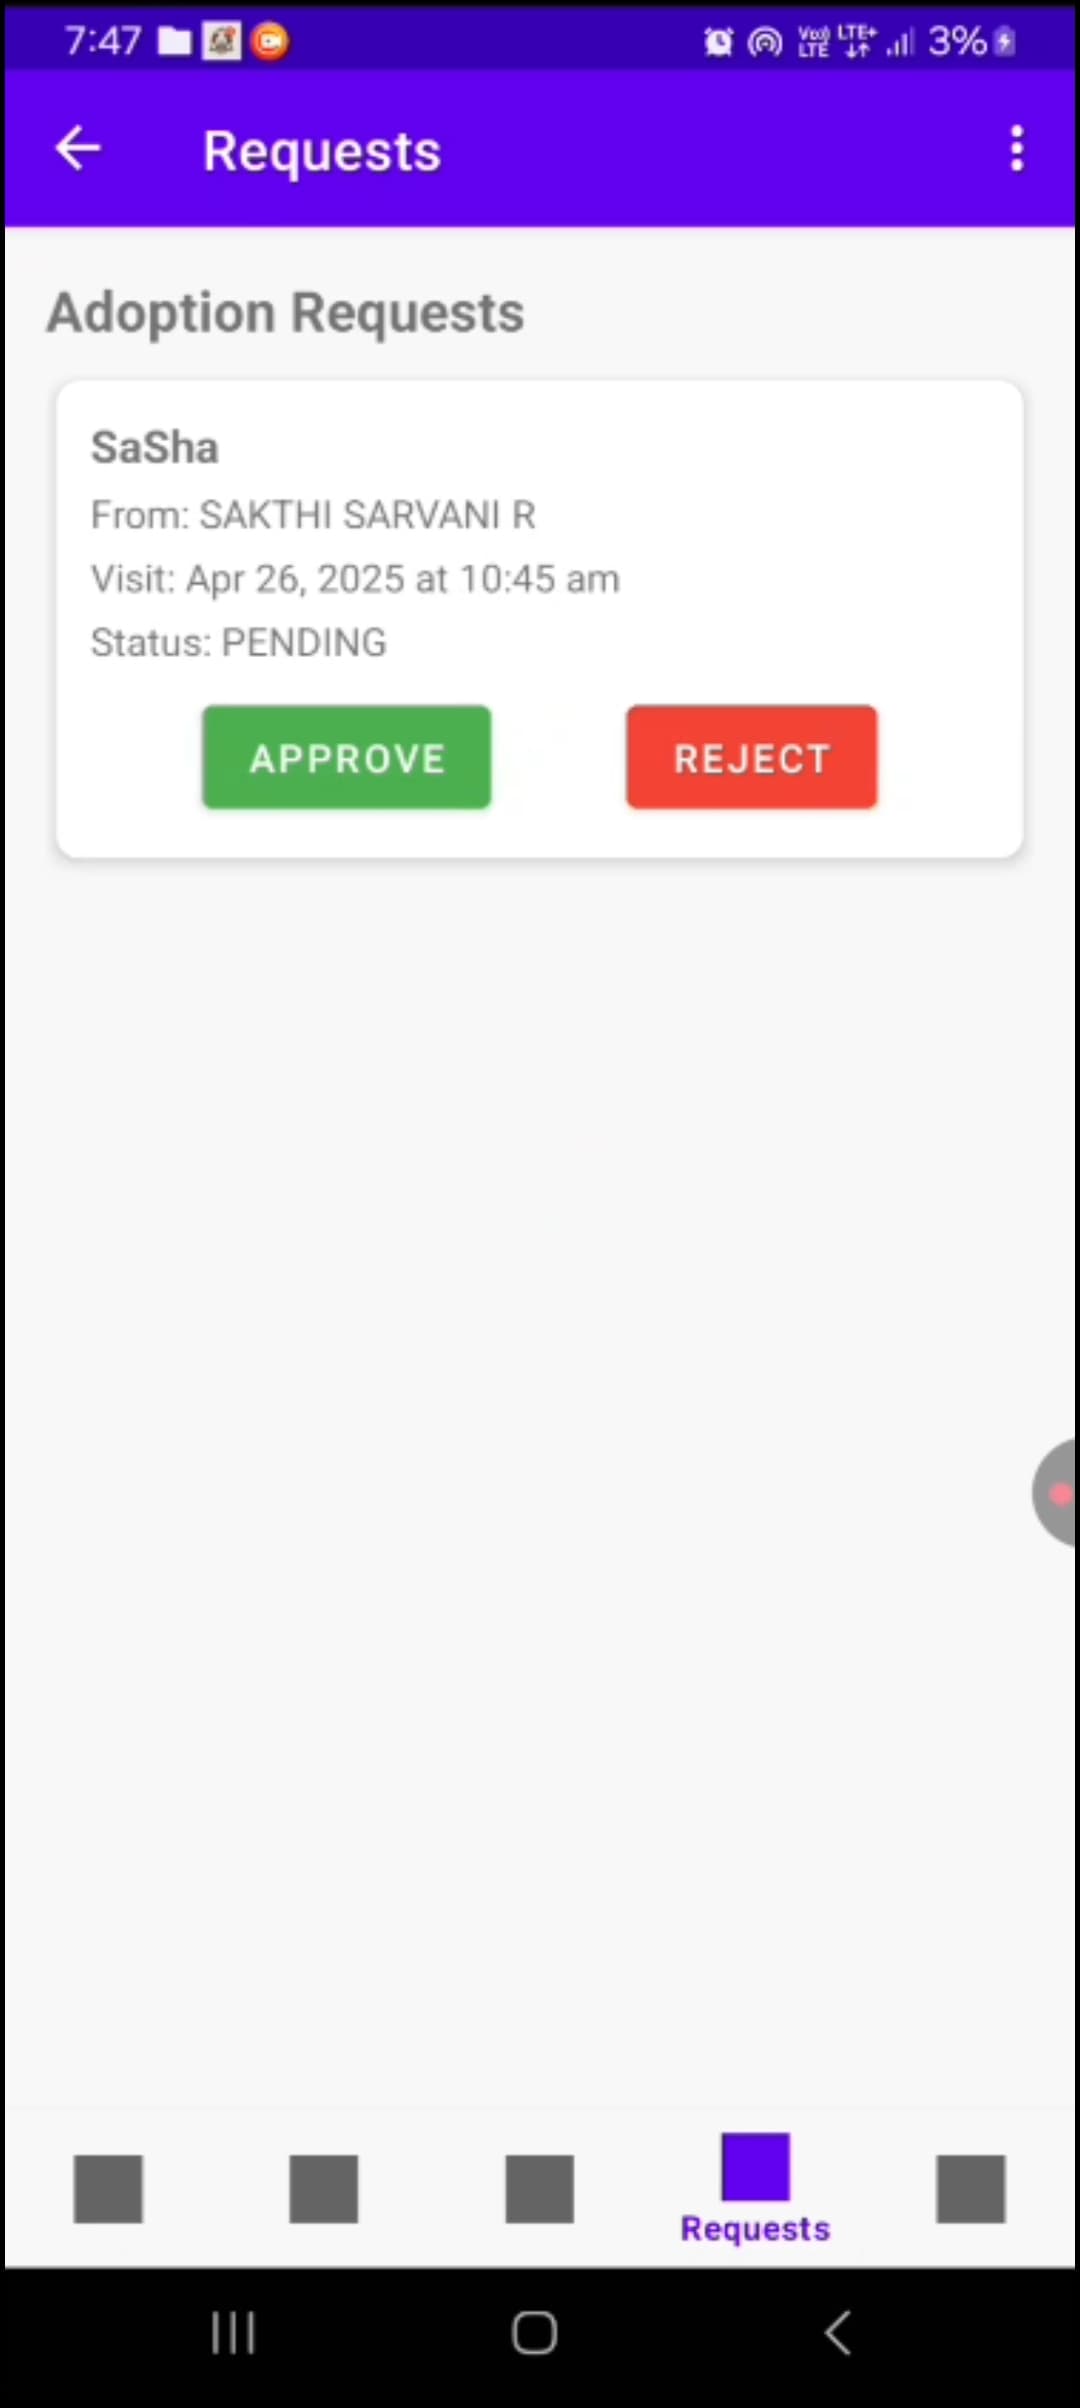 7:47 Vo)) LTE LTE+ 3%
Requests
Adoption Requests
SaSha
From: SAKTHI SARVANI R
Visit: Apr 26, 2025 at 10:45 am
Status: PENDING
APPROVE REJECT
Requests